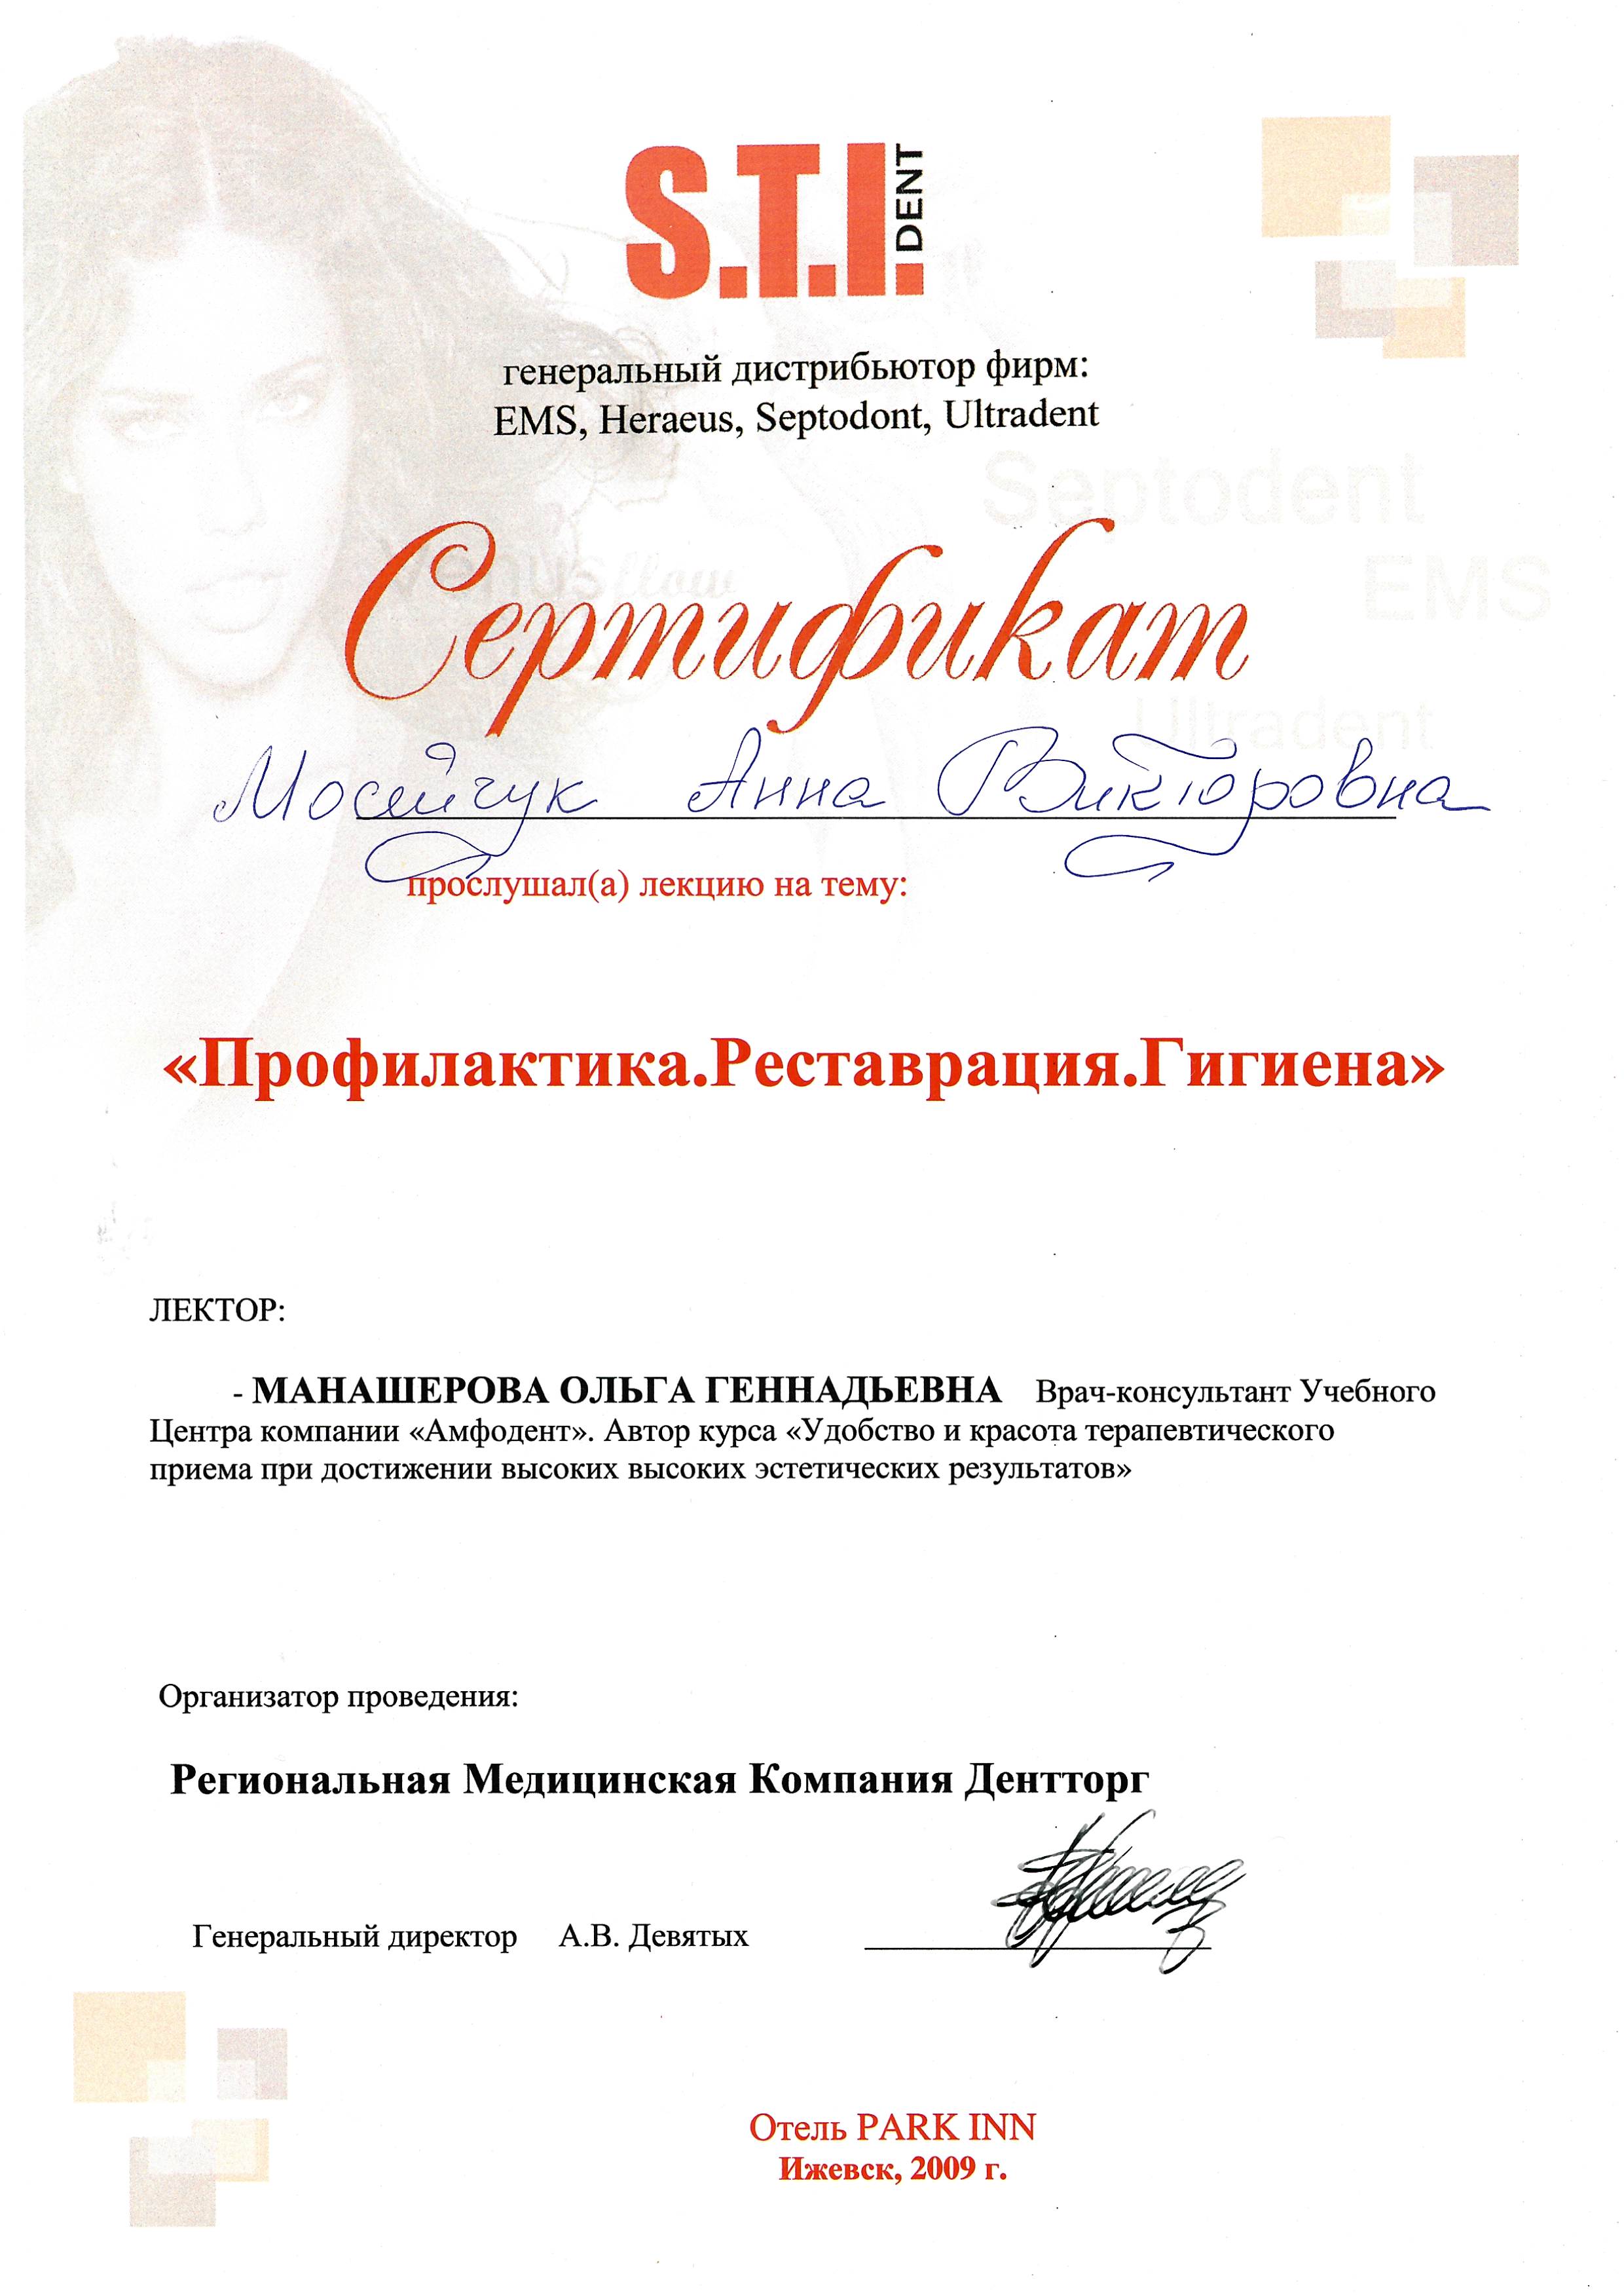 S.T.I.DENT
генеральный дистрибьютор фирм:
EMS, Heraeus, Septodont, Ultradent
Septodent
EMS
Venus flow
Сертификат
Ultradent
Мосейчук Анна Викторовна
прослушал(а) лекцию на тему:
«Профилактика.Реставрация.Гигиена»
ЛЕКТОР:
- МАНАШЕРОВА ОЛЬГА ГЕННАДЬЕВНА Врач-консультант Учебного
Центра компании «Амфодент». Автор курса «Удобство и красота терапевтического
приема при достижении высоких высоких эстетических результатов»
Организатор проведения:
Региональная Медицинская Компания Дентторг
Генеральный директор А.В. Девятых
Отель PARK INN
Ижевск, 2009 г.